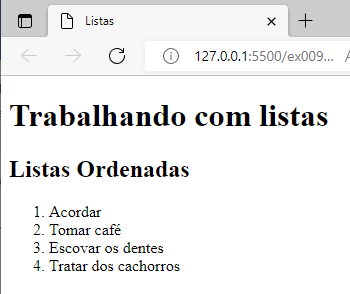 Listas
127.0.0.1:5500/ex009...
Trabalhando com listas
Listas Ordenadas
1. Acordar
2. Tomar café
3. Escovar os dentes
4. Tratar dos cachorros